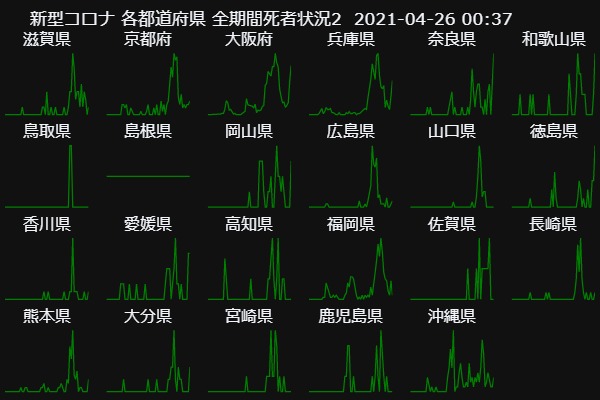 新型コロナ 各都道府県 全期間死者状況2 2021-04-26 00:37
滋賀県 京都府 大阪府 兵庫県 奈良県 和歌山県
鳥取県 島根県 岡山県 広島県 山口県 徳島県
香川県 愛媛県 高知県 福岡県 佐賀県 長崎県
熊本県 大分県 宮崎県 鹿児島県 沖縄県